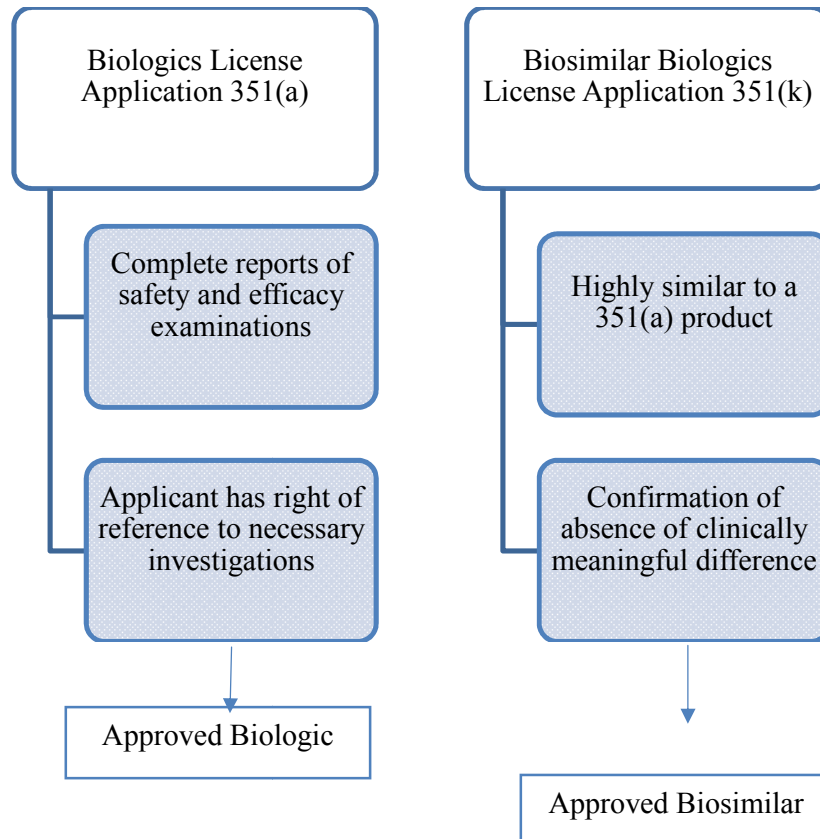 Biologics License
Application 351(a)
Complete reports of
safety and efficacy
examinations
Applicant has right of
reference to necessary
investigations
Approved Biologic
Biosimilar Biologics
License Application 351(k)
Highly similar to a
351(a) product
Confirmation of
absence of clinically
meaningful difference
Approved Biosimilar